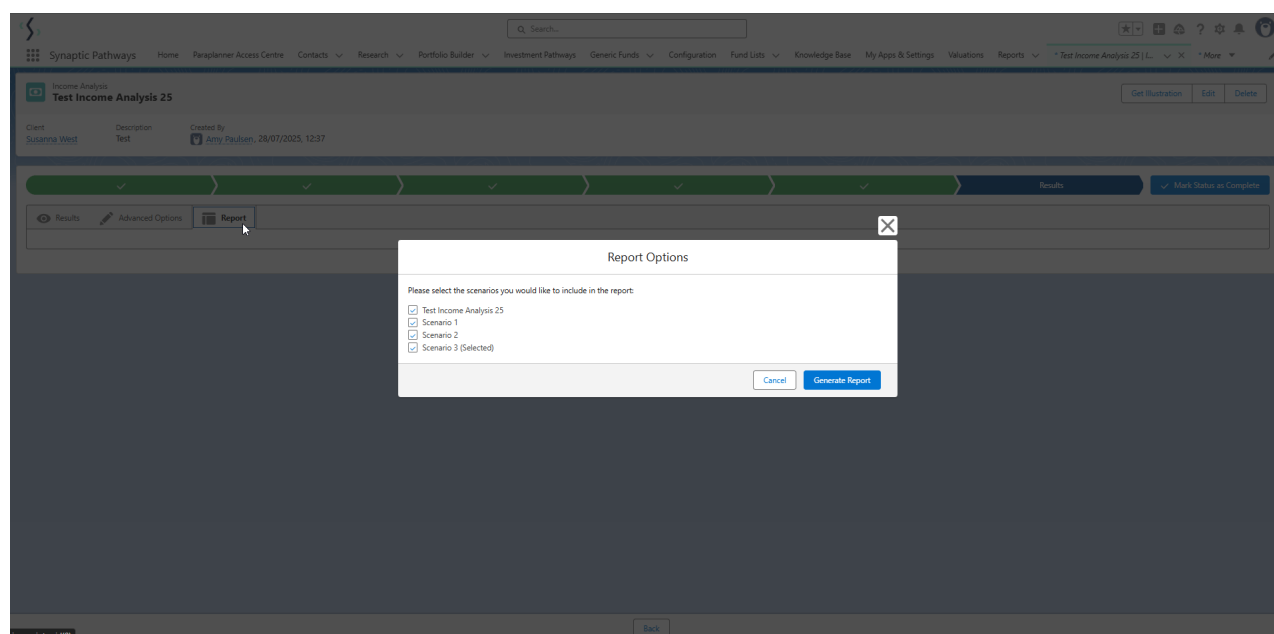 Search...
Synaptic Pathways Home Paraplanner Access Centre Contacts Research Portfolio Builder Investment Pathways Generic Funds Configuration Fund Lists Knowledge Base My Apps & Settings Valuations Reports * Test Income Analysis 25 | I... * More
Income Analysis
Test Income Analysis 25
Get Illustration Edit Delete
Client Description Created By
Susanna West Test Amy Paulsen, 28/07/2025, 12:37
Results Mark Status as Complete
Results Advanced Options Report
Report Options
Please select the scenarios you would like to include in the report:
Test Income Analysis 25
Scenario 1
Scenario 2
Scenario 3 (Selected)
Cancel Generate Report
Back